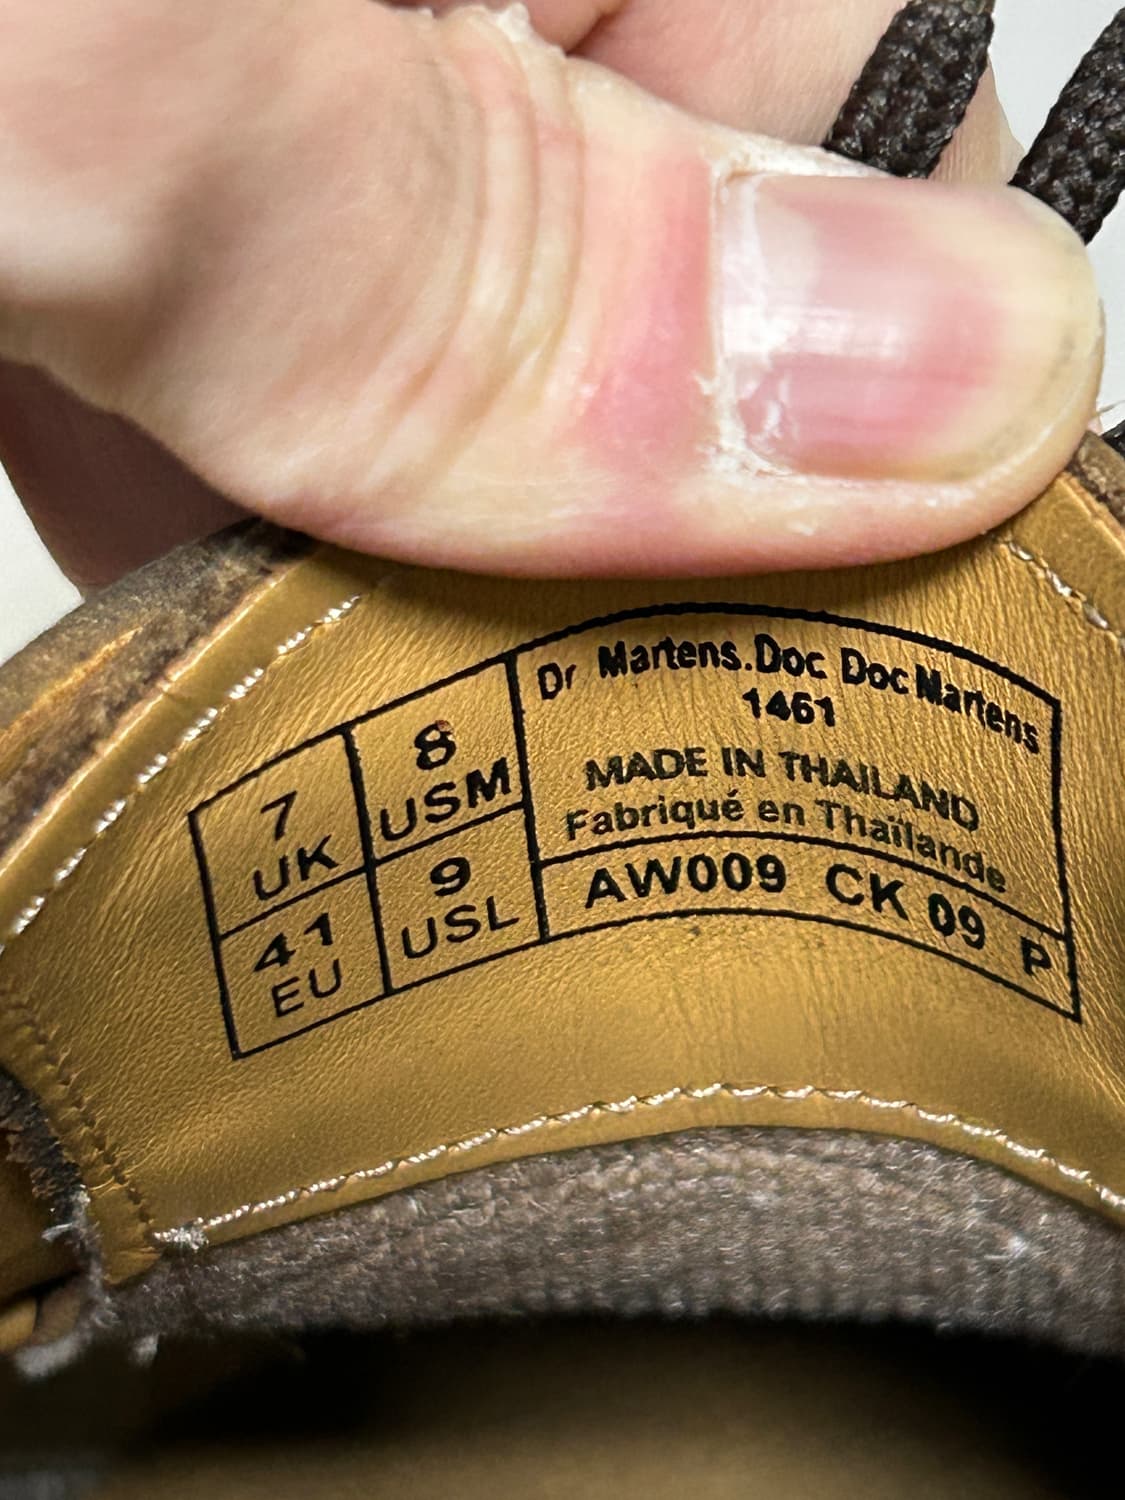 Dr Martens.Doc Doc Martens
1461
MADE IN THAILAND
Fabriqué en Thaïlande
AW009 CK 09 P
7
UK
8
USM
41
EU
9
USL